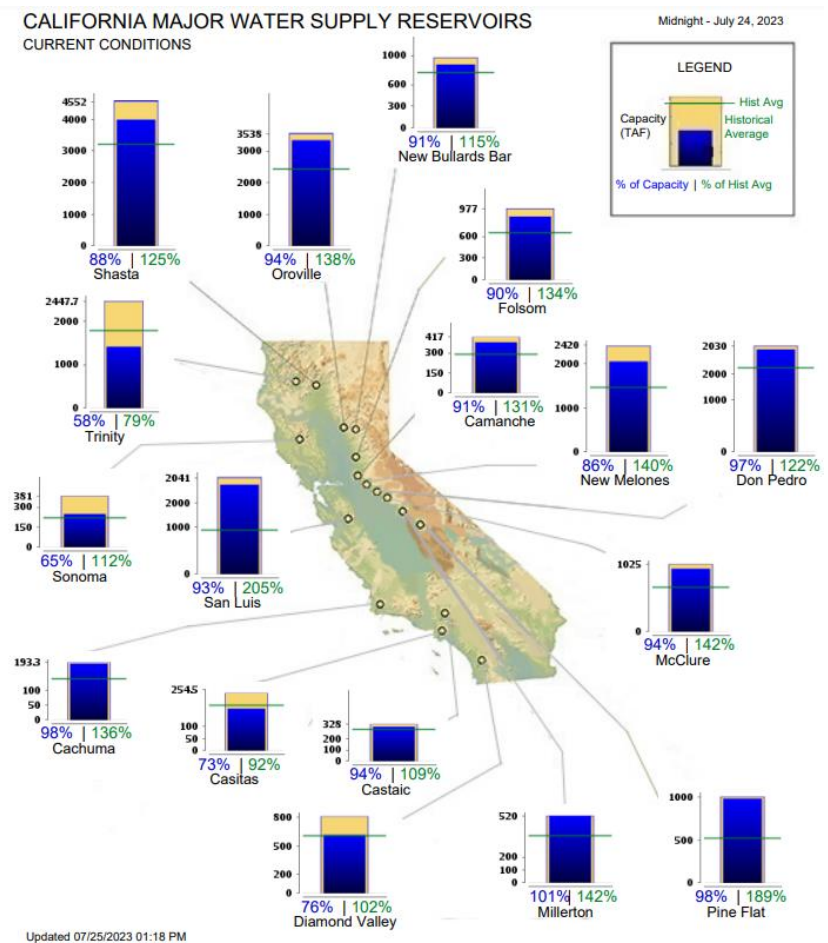 CALIFORNIA MAJOR WATER SUPPLY RESERVOIRS
CURRENT CONDITIONS
Midnight - July 24, 2023
LEGEND
Capacity
(TAF)
Hist Avg
Historical
Average
% of Capacity | % of Hist Avg
4552
4000
3000
2000
1000
0
88% | 125%
Shasta
3538
3000
2000
1000
0
94% | 138%
Oroville
1000
600
300
0
91% | 115%
New Bullards Bar
977
600
300
0
90% | 134%
Folsom
2447.7
2000
1000
0
58% | 79%
Trinity
417
300
150
0
91% | 131%
Camanche
2420
2000
1000
0
86% | 140%
New Melones
2030
2000
1000
0
97% | 122%
Don Pedro
381
300
150
0
65% | 112%
Sonoma
2041
2000
1000
0
93% | 205%
San Luis
1025
0
94% | 142%
McClure
193.3
100
50
0
98% | 136%
Cachuma
254.5
100
50
0
73% | 92%
Casitas
328
200
100
0
94% | 109%
Castaic
800
500
200
0
76% | 102%
Diamond Valley
520
200
100
0
101% | 142%
Millerton
1000
500
0
98% | 189%
Pine Flat
Updated 07/25/2023 01:18 PM